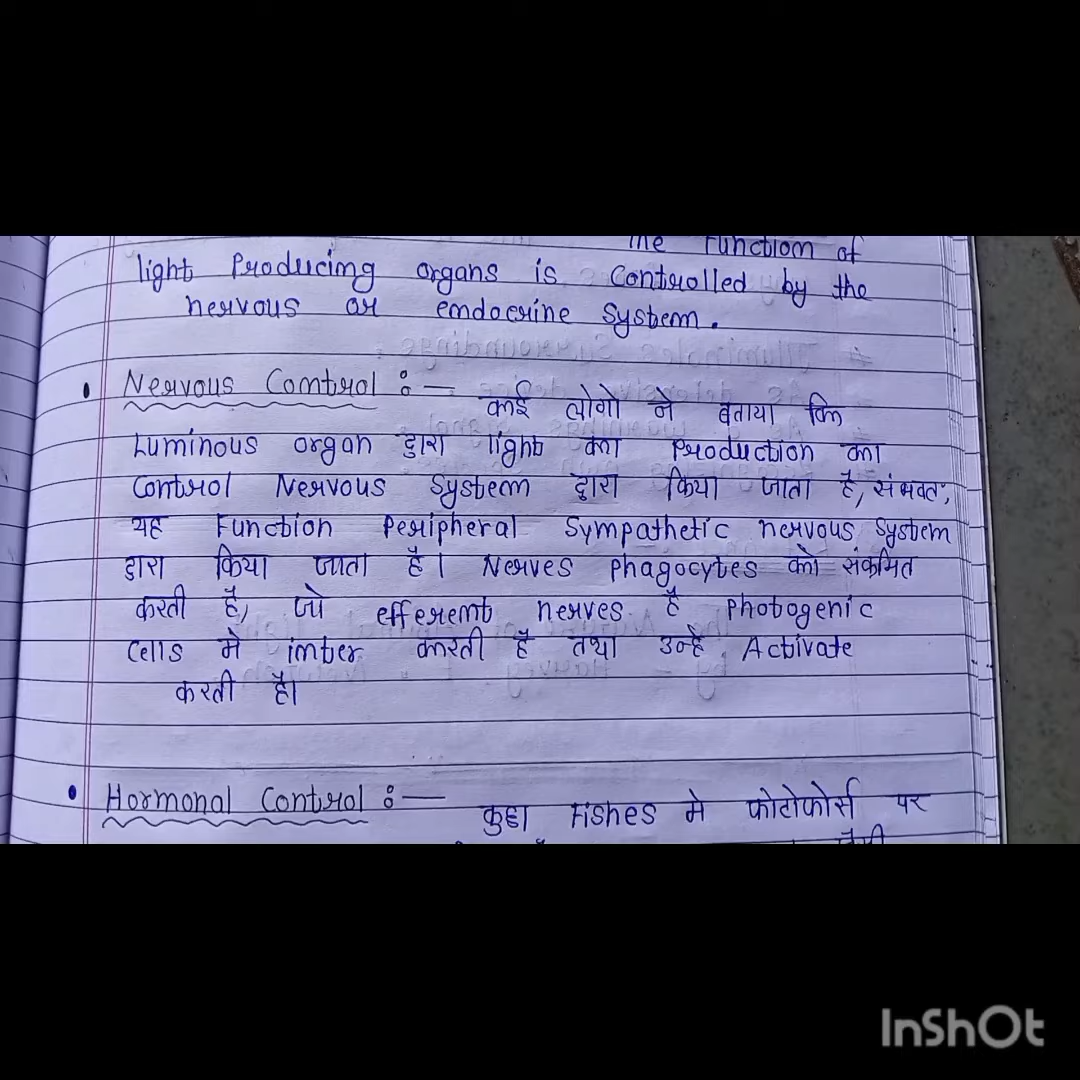 The Function of
light Producing organs is Controlled by the
nervous or endocrine System.
Nervous Control :—
कई लोगो ने बताया कि
Luminous organ द्वारा light का Production का
Control Nervous System द्वारा किया जाता है, संभवतः,
यह Function Peripheral Sympathetic nervous System
द्वारा किया जाता है। Nerves Phagocytes को संक्रमित
करती है, जो efferent nerves है Photogenic
Cells मे inter करती है तथा उन्हे Activate
करती है।
Hormonal Control :—
कुछ Fishes मे फोटोफोर्स पर
InShOt